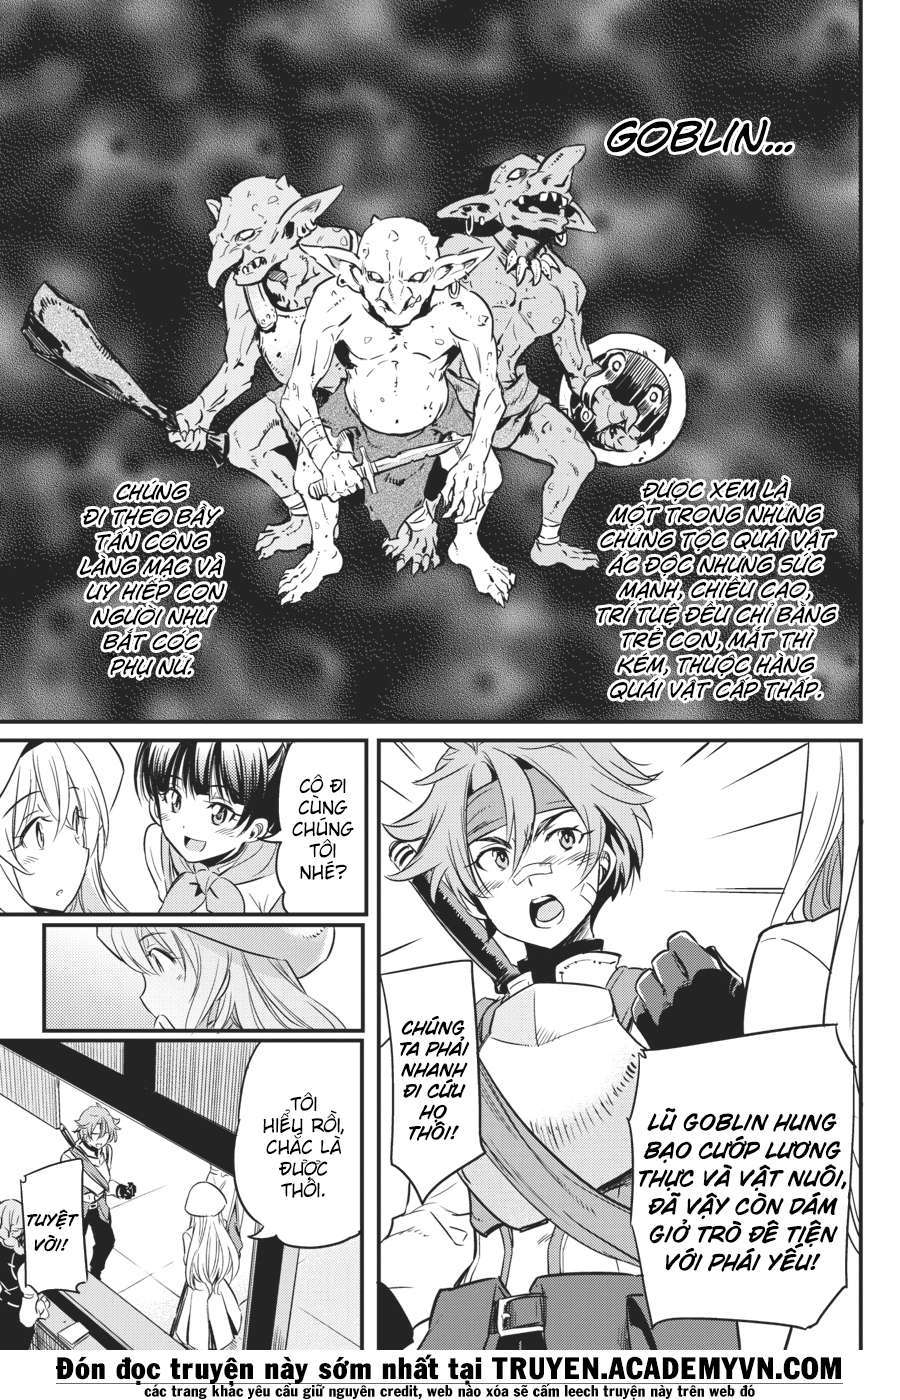 GOBLIN...
ĐƯỢC XEM LÀ
MỘT TRONG NHỮNG
CHỦNG TỘC QUÁI VẬT
ÁC ĐỘC NHƯNG SỨC
MẠNH, CHIỀU CAO,
TRÍ TUỆ ĐỀU CHỈ BẰNG
TRẺ CON, MẮT THÌ
KÉM, THUỘC HÀNG
QUÁI VẬT CẤP THẤP.
CHÚNG
ĐI THEO BẦY
TẤN CÔNG
LÀNG MẠC VÀ
UY HIẾP CON
NGƯỜI NHƯ
BẮT CÓC
PHỤ NỮ.
LŨ GOBLIN HUNG
BẠO CƯỚP LƯƠNG
THỰC VÀ VẬT NUÔI,
ĐÃ VẬY CÒN DÁM
GIỞ TRÒ ĐÊ TIỆN
VỚI PHÁI YẾU!
CHÚNG
TA PHẢI
NHANH
ĐI CỨU
HỌ
THÔI!
CÔ ĐI
CÙNG
CHÚNG
TÔI
NHÉ?
TÔI
HIỂU RỒI,
CHẮC LÀ
ĐƯỢC
THÔI.
TUYỆT
VỜI!
Đón đọc truyện này sớm nhất tại TRUYEN.ACADEMYVN.COM
các trang khác yêu cầu giữ nguyên credit, web nào xóa sẽ cấm leech truyện này trên web đó